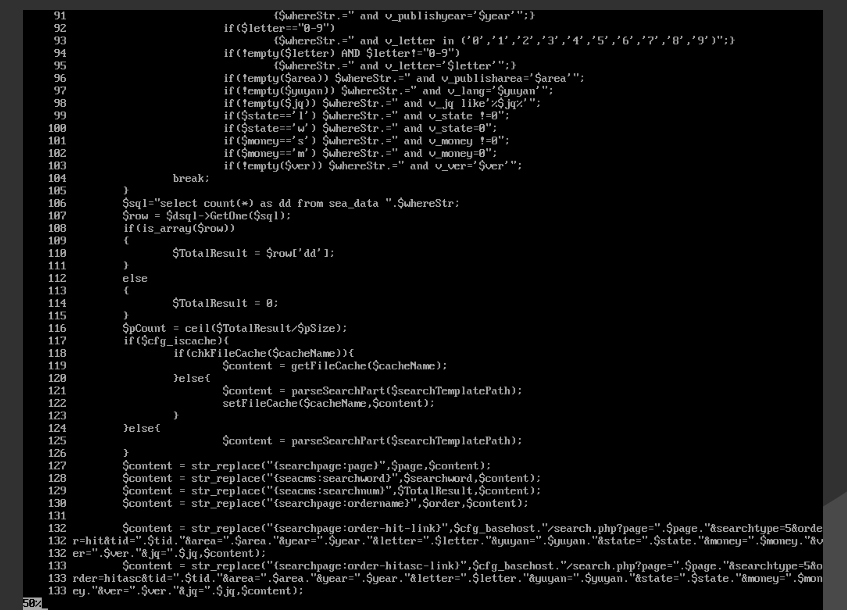 91 {$whereStr.=" and v_publishyear='$year'";}
92 if($letter=="0-9")
93 {$whereStr.=" and v_letter in ('0','1','2','3','4','5','6','7','8','9')";}
94 if(!empty($letter) AND $letter!="0-9")
95 {$whereStr.=" and v_letter='$letter'";}
96 if(!empty($area)) $whereStr.=" and v_publisharea='$area'";
97 if(!empty($yuyan)) $whereStr.=" and v_lang='$yuyan'";
98 if(!empty($jq)) $whereStr.=" and v_jq like'%$jq%'";
99 if($state=='l') $whereStr.=" and v_state !=0";
100 if($state=='w') $whereStr.=" and v_state=0";
101 if($money=='s') $whereStr.=" and v_money !=0";
102 if($money=='m') $whereStr.=" and v_money=0";
103 if(!empty($ver)) $whereStr.=" and v_ver='$ver'";
104 break;
105 }
106 $sql="select count(*) as dd from sea_data ".$whereStr;
107 $row = $dsql->GetOne($sql);
108 if(is_array($row))
109 {
110 $TotalResult = $row['dd'];
111 }
112 else
113 {
114 $TotalResult = 0;
115 }
116 $pCount = ceil($TotalResult/$pSize);
117 if($cfg_iscache){
118 if(chkFileCache($cacheName)){
119 $content = getFileCache($cacheName);
120 }else{
121 $content = parseSearchPart($searchTemplatePath);
122 setFileCache($cacheName,$content);
123 }
124 }else{
125 $content = parseSearchPart($searchTemplatePath);
126 }
127 $content = str_replace("{searchpage:page}",$page,$content);
128 $content = str_replace("{seacms:searchword}",$searchword,$content);
129 $content = str_replace("{seacms:searchnum}",$TotalResult,$content);
130 $content = str_replace("{searchpage:ordername}",$order,$content);
131
132 $content = str_replace("{searchpage:order-hit-link}",$cfg_basehost."/search.php?page=".$page."&searchtype=5&orde
132 r=hit&tid=".$tid."&area=".$area."&year=".$year."&letter=".$letter."&yuyan=".$yuyan."&state=".$state."&money=".$money."&v
132 er=".$ver."&jq=".$jq,$content);
133 $content = str_replace("{searchpage:order-hitasc-link}",$cfg_basehost."/search.php?page=".$page."&searchtype=5&o
133 rder=hitasc&tid=".$tid."&area=".$area."&year=".$year."&letter=".$letter."&yuyan=".$yuyan."&state=".$state."&money=".$mon
133 ey."&ver=".$ver."&jq=".$jq,$content);
50%